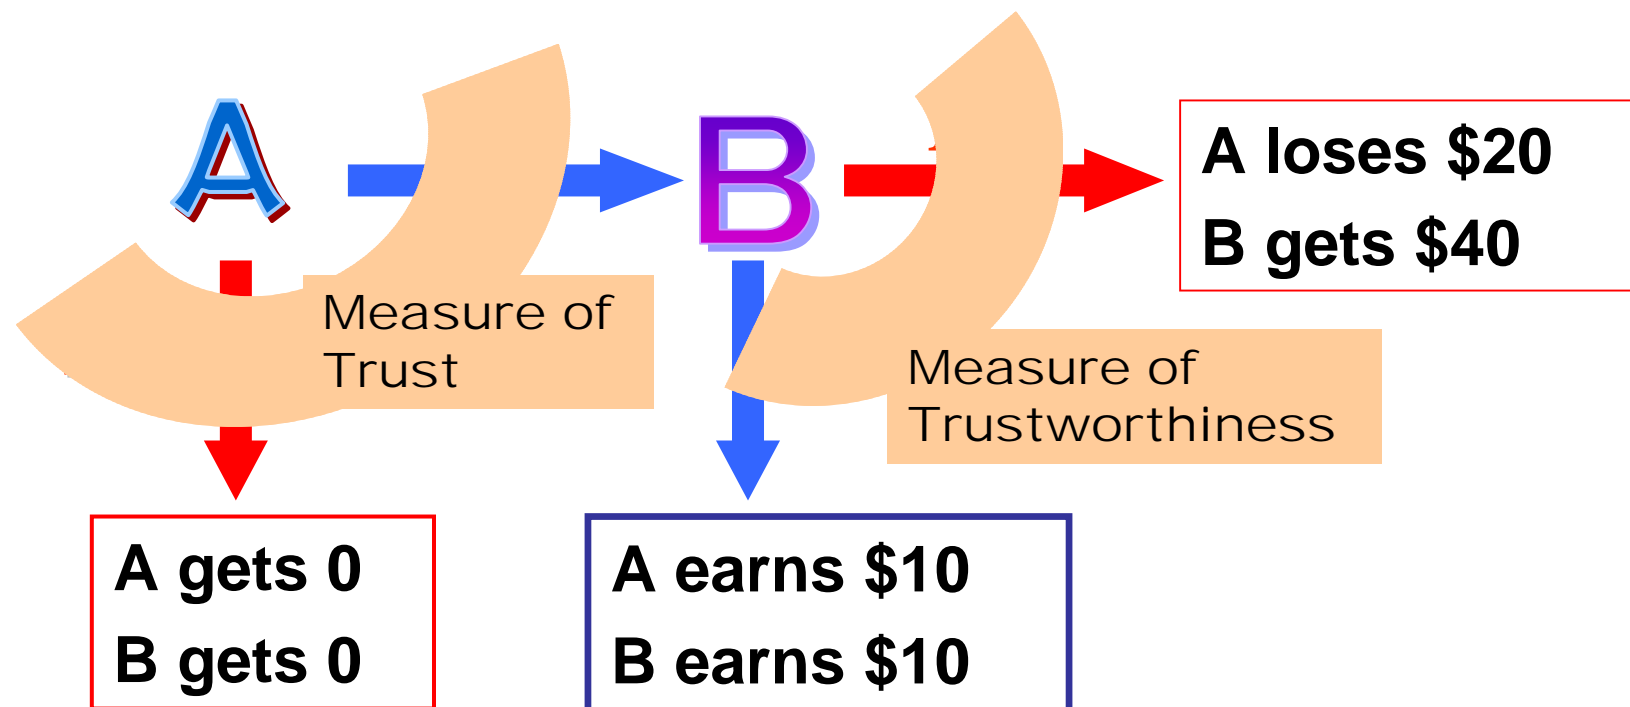 A
B
A loses $20
B gets $40
Measure of
Trust
Measure of
Trustworthiness
A gets 0
B gets 0
A earns $10
B earns $10